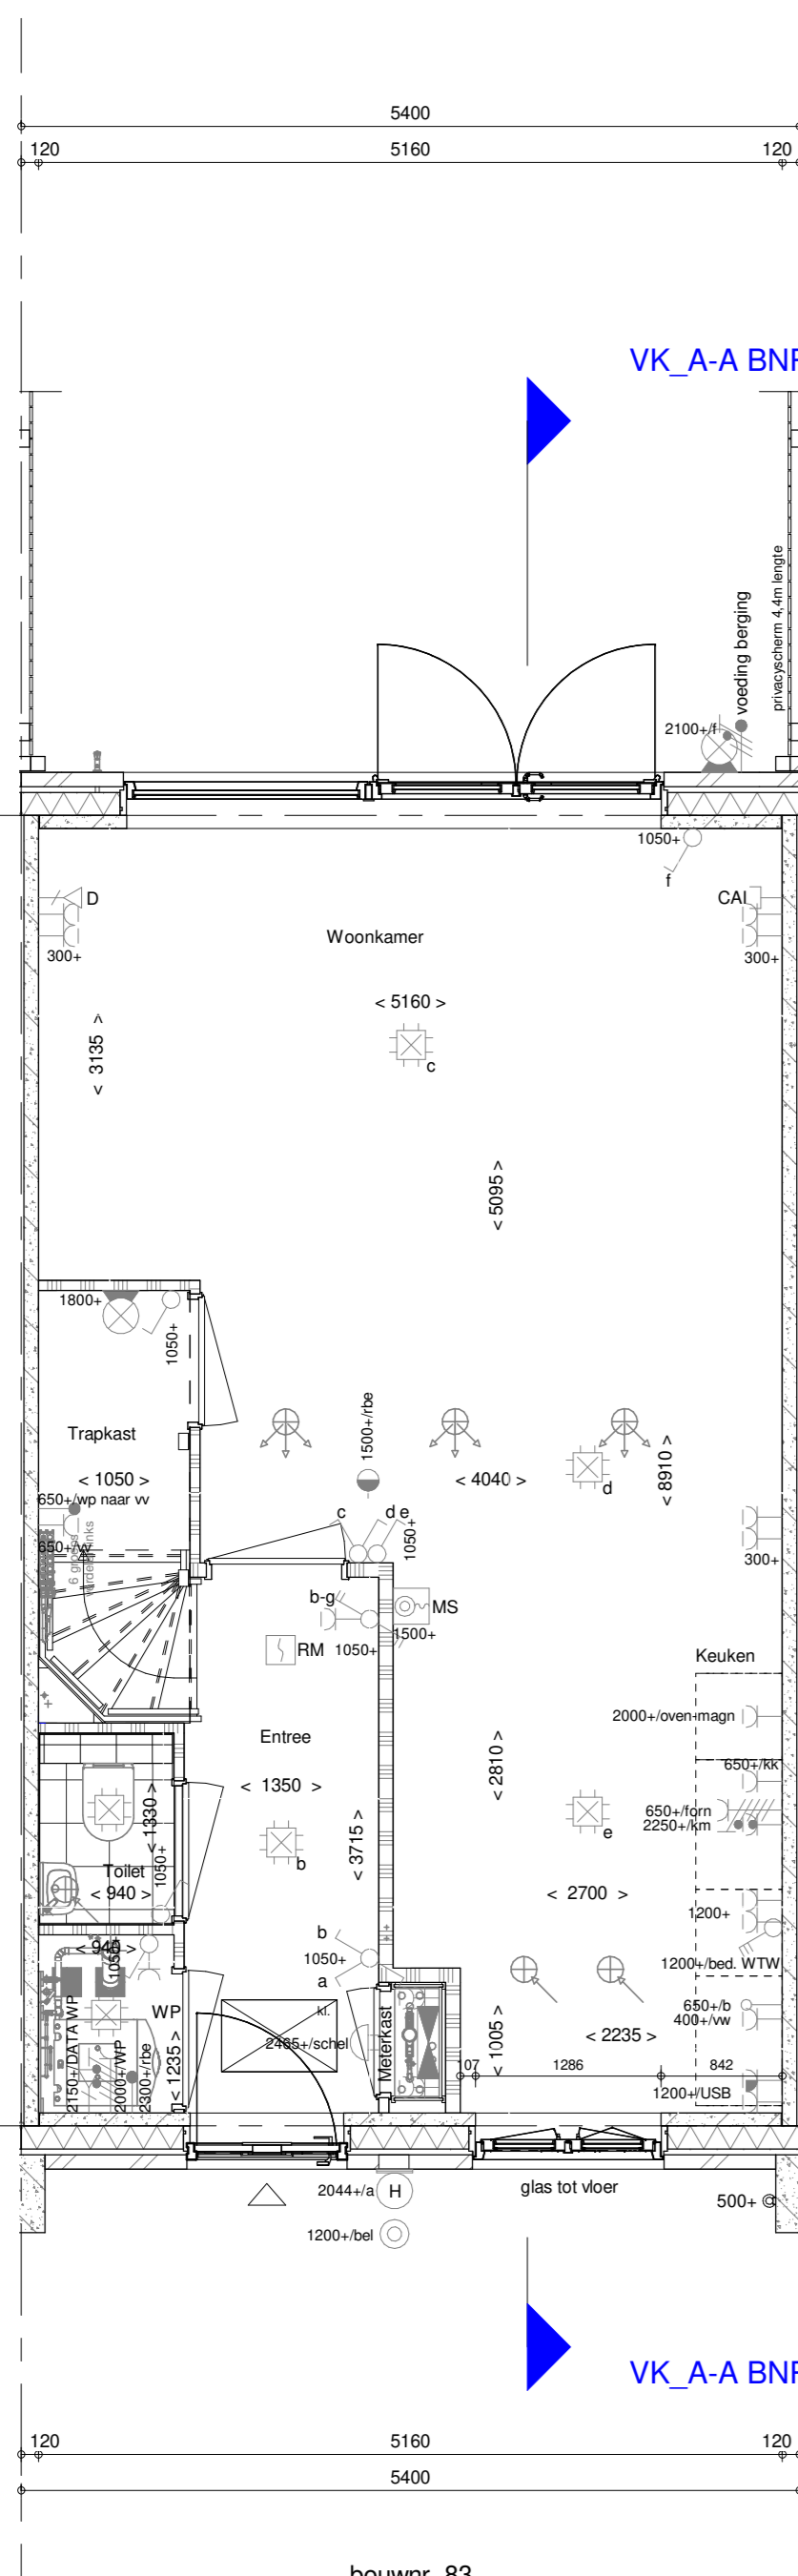 5400
120 5160 120
VK_A-A BNR
voeding berging
privacyscherm 4,4m lengte
2100+/f
1050+
f
D
CAI
300+
300+
Woonkamer
< 5160 >
c
< 3135 >
< 5095 >
1800+
1050+
Trapkast
< 1050 >
650+/wp naar vv
650+/vv
1500+/rbe
< 4040 >
d
< 8910 >
c d e
1050+
300+
b-g
MS
1500+
1050+
RM
Keuken
2000+/oven-magn
650+/kk
650+/forn
2250+/km
Entree
< 1350 >
< 2810 >
< 1330 >
b
< 3715 >
e
Toilet
< 940 >
1050+
< 2700 >
1200+
1200+/bed. WTW
b
1050+
a
< 945 >
1050+
WP
2150+/DATA WP
2000+/WP
2300+/rbe
< 1235 >
kl.
2465+/schel
Meterkast
< 1005 >
< 2235 >
650+/b
400+/vw
107 1286 842
1200+/USB
2044+/a
H
glas tot vloer
500+
1200+/bel
VK_A-A BNR
120 5160 120
5400
bouwnr. 83